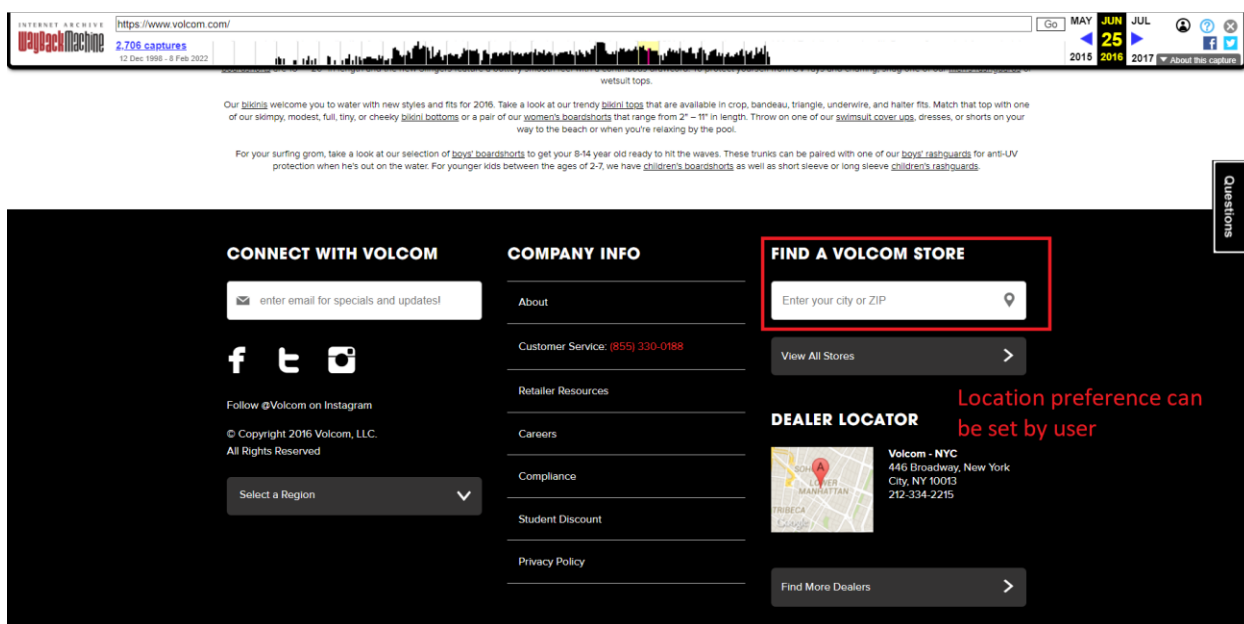 INTERNET ARCHIVE
WayBackMachine
https://www.volcom.com/
Go
2,706 captures
12 Dec 1998 - 8 Feb 2022
MAY JUN JUL
25
2015 2016 2017
About this capture
wetsuit tops.
Our bikinis welcome you to water with new styles and fits for 2016. Take a look at our trendy bikini tops that are available in crop, bandeau, triangle, underwire, and halter fits. Match that top with one
of our skimpy, modest, full, tiny, or cheeky bikini bottoms or a pair of our women's boardshorts that range from 2" – 11" in length. Throw on one of our swimsuit cover ups, dresses, or shorts on your
way to the beach or when you're relaxing by the pool.
For your surfing grom, take a look at our selection of boys' boardshorts to get your 8-14 year old ready to hit the waves. These trunks can be paired with one of our boys' rashguards for anti-UV
protection when he's out on the water. For younger kids between the ages of 2-7, we have children's boardshorts as well as short sleeve or long sleeve children's rashguards.
Questions
CONNECT WITH VOLCOM
enter email for specials and updates!
Follow @Volcom on Instagram
© Copyright 2016 Volcom, LLC.
All Rights Reserved
Select a Region
COMPANY INFO
About
Customer Service: (855) 330-0188
Retailer Resources
Careers
Compliance
Student Discount
Privacy Policy
FIND A VOLCOM STORE
Enter your city or ZIP
View All Stores
Location preference can
be set by user
DEALER LOCATOR
SOHO
A
LOWER
MANHATTAN
TRIBECA
Google
Volcom - NYC
446 Broadway, New York
City, NY 10013
212-334-2215
Find More Dealers